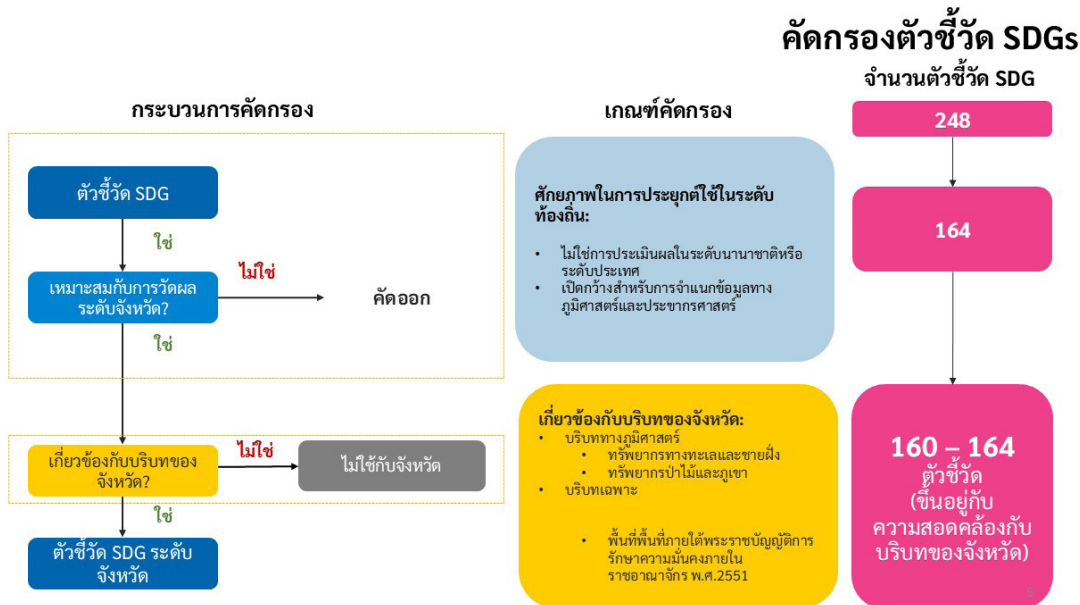 คัดกรองตัวชี้วัด SDGs
จำนวนตัวชี้วัด SDG
กระบวนการคัดกรอง
เกณฑ์คัดกรอง
248
ตัวชี้วัด SDG
ศักยภาพในการประยุกต์ใช้ในระดับ
ท้องถิ่น:
164
ใช่
• ไม่ใช่การประเมินผลในระดับนานาชาติหรือ
ระดับประเทศ
• เปิดกว้างสำหรับการจำแนกข้อมูลทาง
ภูมิศาสตร์และประขากรศาสตร์
เหมาะสมกับการวัดผล
ระดับจังหวัด?
ไม่ใช่
คัดออก
ใช่
เกี่ยวข้องกับบริบทของจังหวัด:
• บริบททางภูมิศาสตร์
• ทรัพยากรทางทะเลและชายฝั่ง
• ทรัพยากรป่าไม้และภูเขา
• บริบทเฉพาะ
• พื้นที่พื้นที่ภายใต้พระราชบัญญัติการ
รักษาความมั่นคงภายใน
ราชอาณาจักร พ.ศ.2551
เกี่ยวข้องกับบริบทของ
จังหวัด?
ไม่ใช่
ไม่ใช้กับจังหวัด
ใช่
ตัวชี้วัด SDG ระดับ
จังหวัด
160 – 164
ตัวชี้วัด
(ขึ้นอยู่กับ
ความสอดคล้องกับ
บริบทของจังหวัด)
5